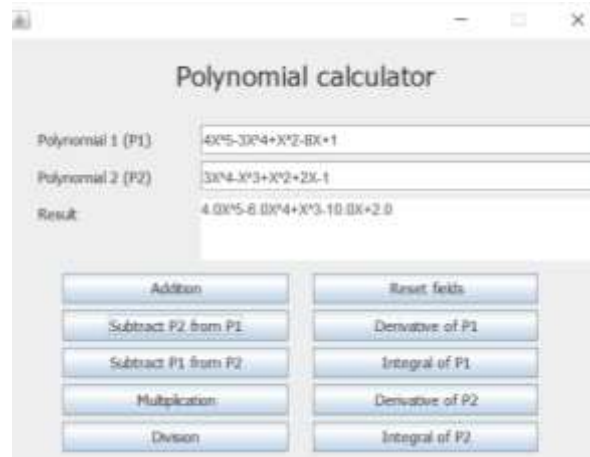 Polynomial calculator
Polynomial 1 (P1) 4X^5-3X^4+X^2-8X+1
Polynomial 2 (P2) 3X^4-X^3+X^2+2X-1
Result 4.0X^5-6.0X^4+X^3-10.0X+2.0
Addition Reset fields
Subtract P2 from P1 Derivative of P1
Subtract P1 from P2 Integral of P1
Multiplication Derivative of P2
Division Integral of P2